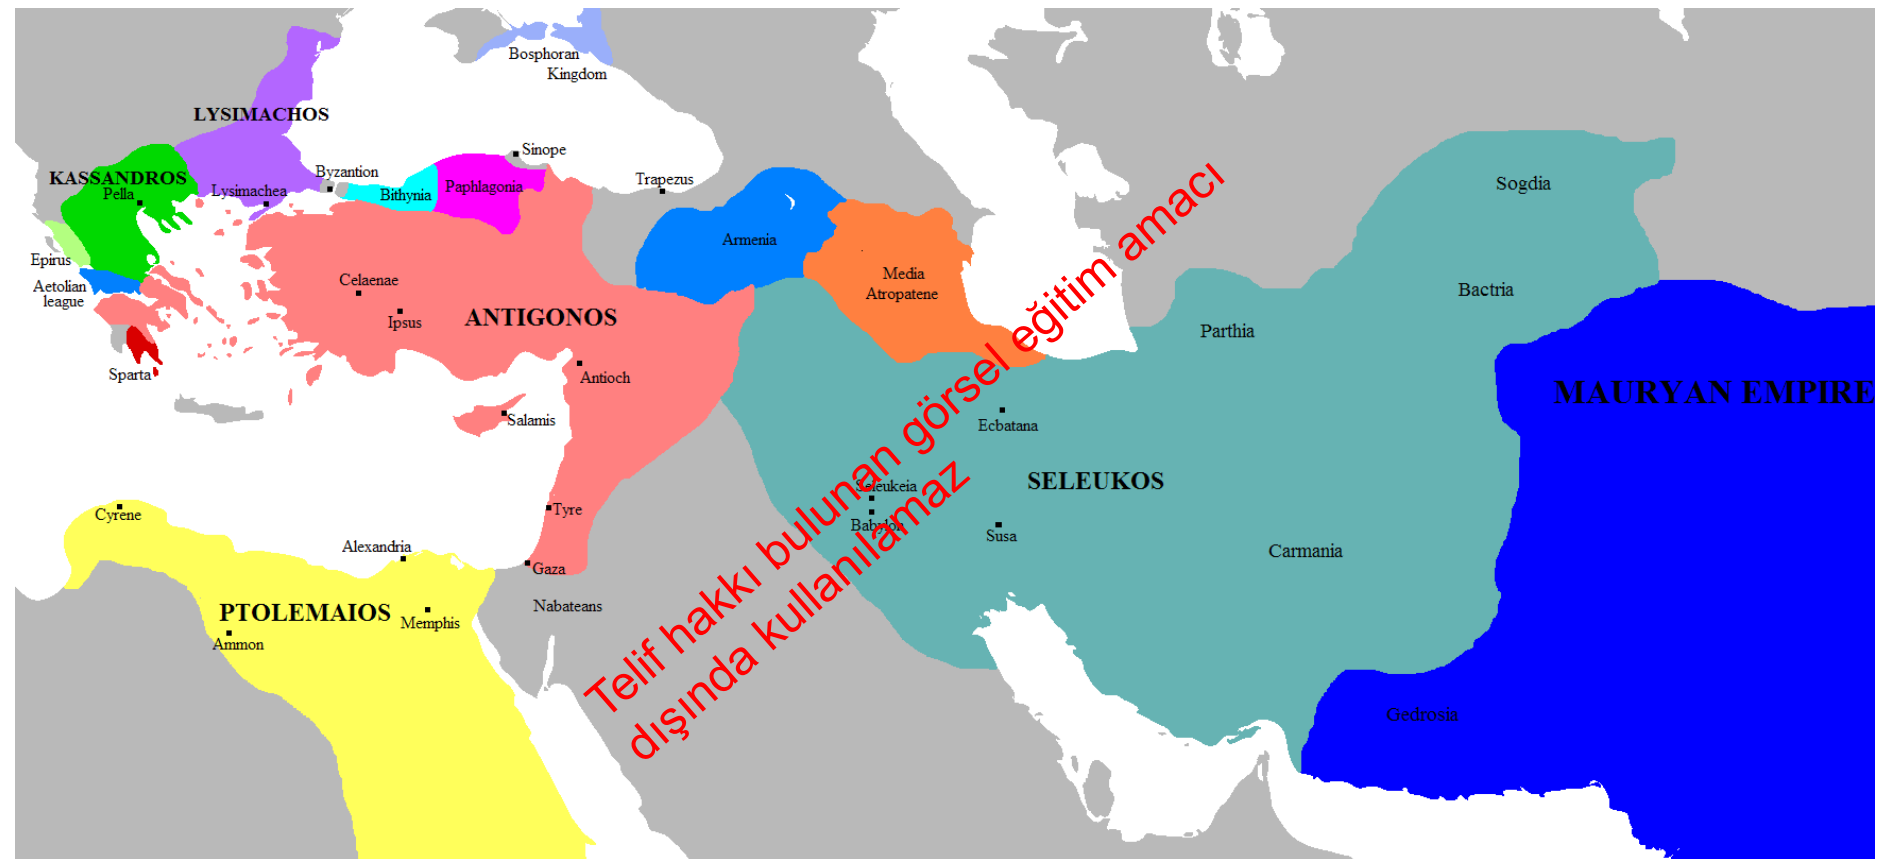 Bosphoran
Kingdom
LYSIMACHOS
Sinope
KASSANDROS
Byzantion
Trapezus
Sogdia
Pella
Lysimachea
Bithynia
Paphlagonia
Armenia
Epirus
Media
Atropatene
Aetolian
league
Celaenae
Bactria
Ipsus
ANTIGONOS
Parthia
Sparta
Antioch
MAURYAN EMPIRE
Salamis
Ecbatana
SELEUKOS
Seleukeia
Cyrene
Tyre
Babylon
Susa
Alexandria
Carmania
Gaza
Nabateans
PTOLEMAIOS
Memphis
Ammon
Gedrosia
Telif hakkı bulunan görsel eğitim amacı
dışında kullanılamaz